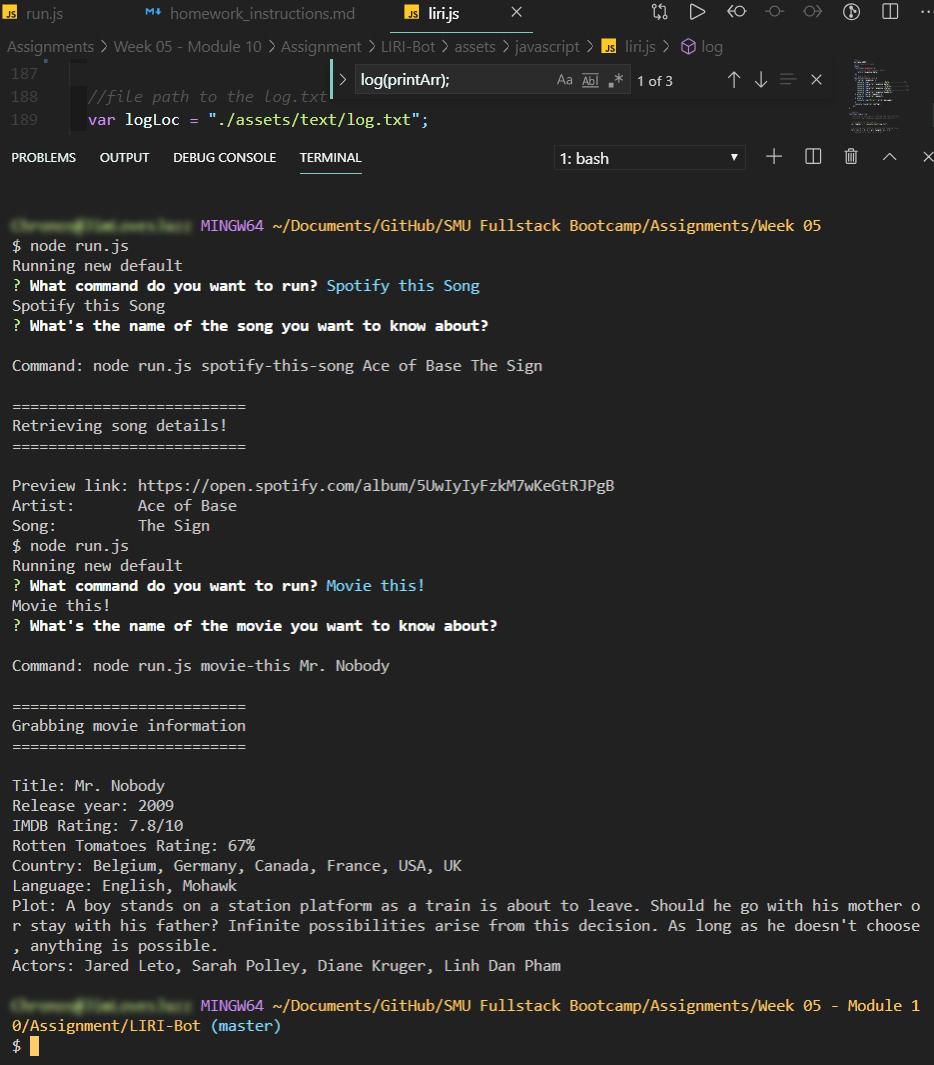 run.js homework_instructions.md liri.js
Assignments > Week 05 - Module 10 > Assignment > LIRI-Bot > assets > javascript > JS liri.js > log
187
188 //file path to the log.txt
189 var logLoc = "./assets/text/log.txt";
log(printArr); Aa Abl .* 1 of 3
PROBLEMS OUTPUT DEBUG CONSOLE TERMINAL 1: bash
MINGW64 ~/Documents/GitHub/SMU Fullstack Bootcamp/Assignments/Week 05
$ node run.js
Running new default
? What command do you want to run? Spotify this Song
Spotify this Song
? What's the name of the song you want to know about?
Command: node run.js spotify-this-song Ace of Base The Sign
==========================
Retrieving song details!
==========================
Preview link: https://open.spotify.com/album/5UwIyIyFzkM7wKeGtRJPgB
Artist: Ace of Base
Song: The Sign
$ node run.js
Running new default
? What command do you want to run? Movie this!
Movie this!
? What's the name of the movie you want to know about?
Command: node run.js movie-this Mr. Nobody
==========================
Grabbing movie information
==========================
Title: Mr. Nobody
Release year: 2009
IMDB Rating: 7.8/10
Rotten Tomatoes Rating: 67%
Country: Belgium, Germany, Canada, France, USA, UK
Language: English, Mohawk
Plot: A boy stands on a station platform as a train is about to leave. Should he go with his mother o
r stay with his father? Infinite possibilities arise from this decision. As long as he doesn't choose
, anything is possible.
Actors: Jared Leto, Sarah Polley, Diane Kruger, Linh Dan Pham
MINGW64 ~/Documents/GitHub/SMU Fullstack Bootcamp/Assignments/Week 05 - Module 1
0/Assignment/LIRI-Bot (master)
$